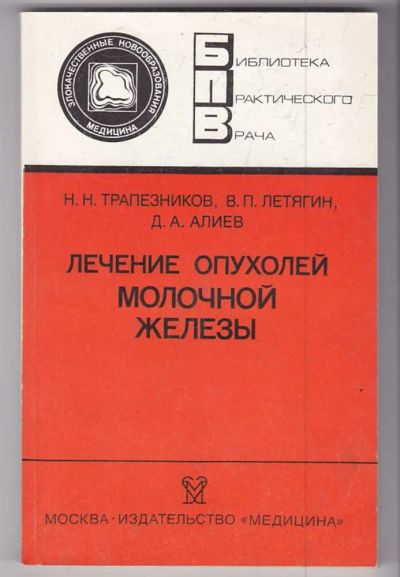 ЗЛОКАЧЕСТВЕННЫЕ НОВООБРАЗОВАНИЯ
МЕДИЦИНА
БИБЛИОТЕКА
ПРАКТИЧЕСКОГО
ВРАЧА
Н. Н. ТРАПЕЗНИКОВ, В. П. ЛЕТЯГИН,
Д. А. АЛИЕВ
ЛЕЧЕНИЕ ОПУХОЛЕЙ
МОЛОЧНОЙ
ЖЕЛЕЗЫ
МОСКВА · ИЗДАТЕЛЬСТВО «МЕДИЦИНА»